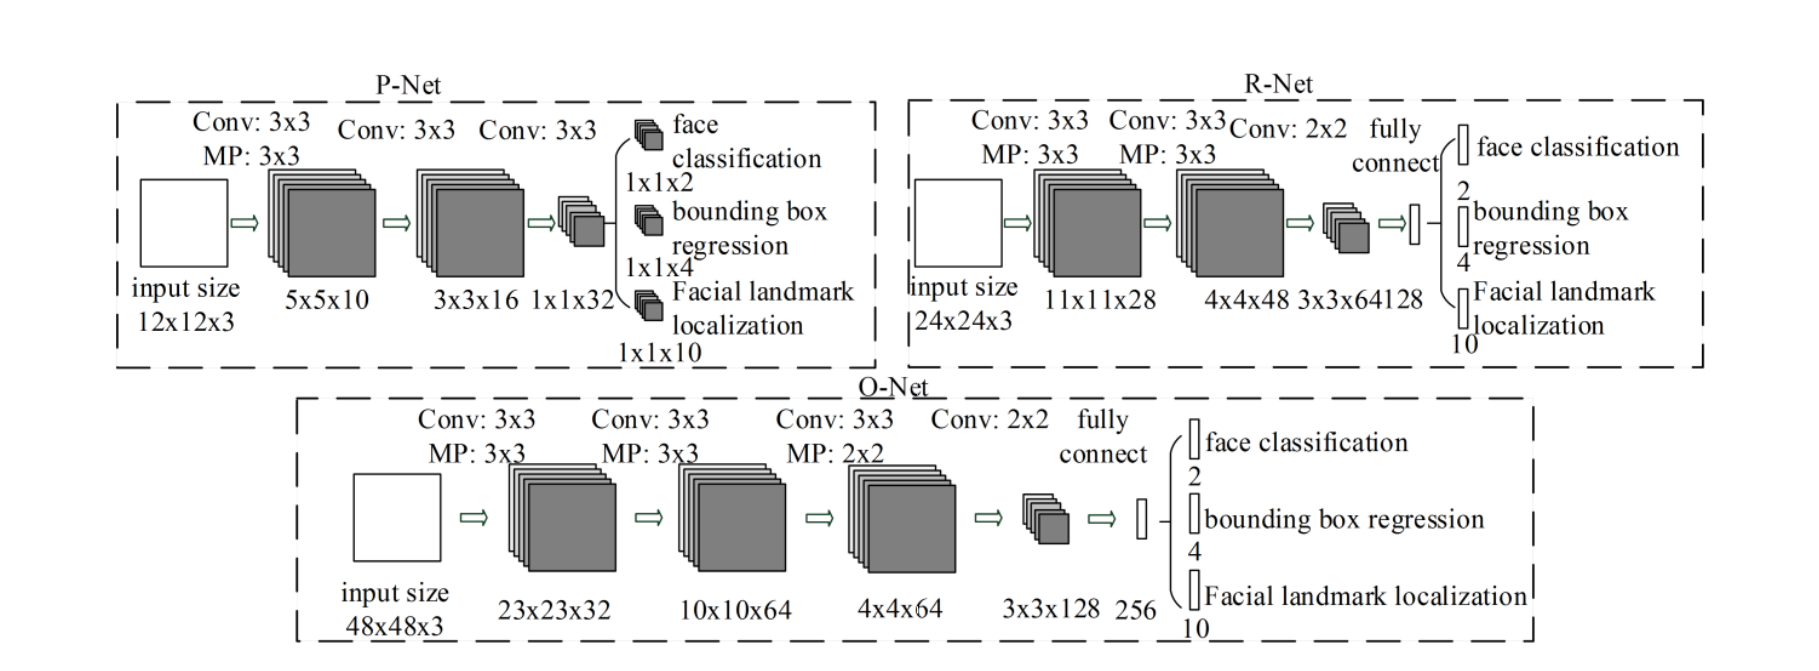 P-Net
Conv: 3x3
MP: 3x3
Conv: 3x3
Conv: 3x3
input size
12x12x3
5x5x10
3x3x16
1x1x32
face
classification
1x1x2
bounding box
regression
1x1x4
Facial landmark
localization
1x1x10
R-Net
Conv: 3x3
MP: 3x3
Conv: 3x3
MP: 3x3
Conv: 2x2
fully
connect
input size
24x24x3
11x11x28
4x4x48
3x3x64
128
face classification
2
bounding box
regression
4
Facial landmark
localization
10
O-Net
Conv: 3x3
MP: 3x3
Conv: 3x3
MP: 3x3
Conv: 3x3
MP: 2x2
Conv: 2x2
fully
connect
input size
48x48x3
23x23x32
10x10x64
4x4x64
3x3x128
256
face classification
2
bounding box regression
4
Facial landmark localization
10